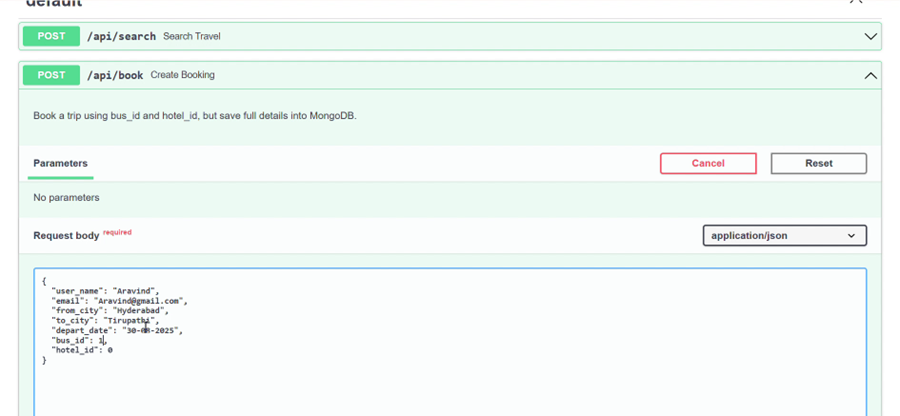 default
POST /api/search Search Travel
POST /api/book Create Booking
Book a trip using bus_id and hotel_id, but save full details into MongoDB.
Parameters
Cancel
Reset
No parameters
Request body required
application/json
{
"user_name": "Aravind",
"email": "Aravind@gmail.com",
"from_city": "Hyderabad",
"to_city": "Tirupathi",
"depart_date": "30-08-2025",
"bus_id": 1,
"hotel_id": 0
}